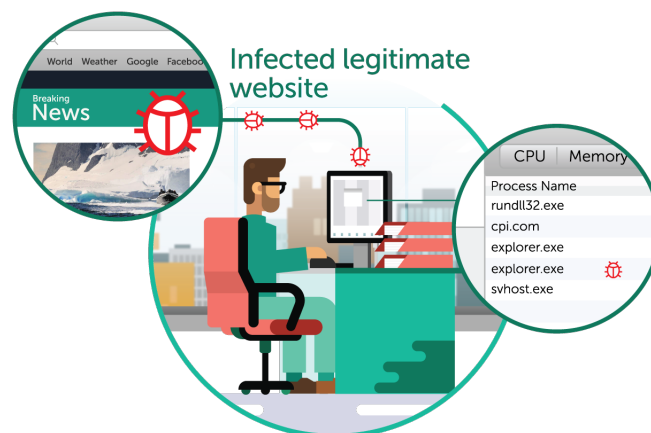 World Weather Google Facebook
Infected legitimate
website
Breaking
News
CPU Memory
Process Name
rundll32.exe
cpi.com
explorer.exe
explorer.exe
svhost.exe